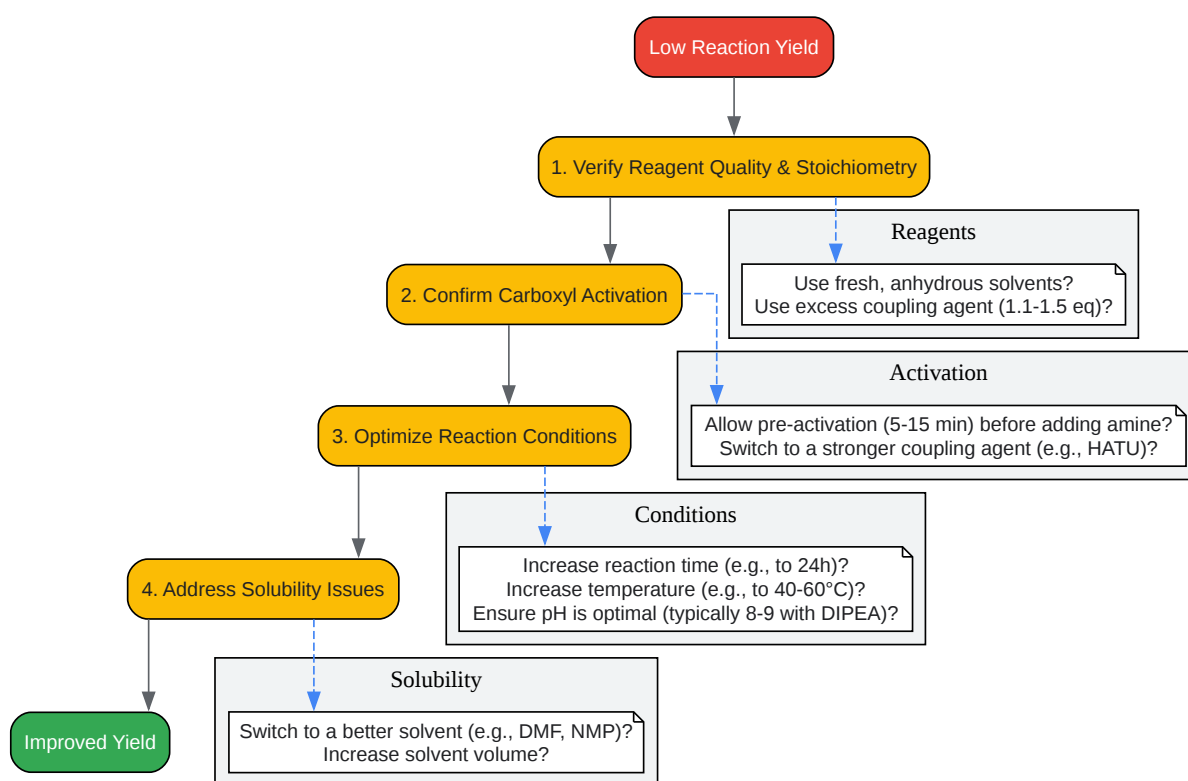 Low Reaction Yield
1. Verify Reagent Quality & Stoichiometry
Reagents
Use fresh, anhydrous solvents?
Use excess coupling agent (1.1-1.5 eq)?
2. Confirm Carboxyl Activation
Activation
Allow pre-activation (5-15 min) before adding amine?
Switch to a stronger coupling agent (e.g., HATU)?
3. Optimize Reaction Conditions
Conditions
Increase reaction time (e.g., to 24h)?
Increase temperature (e.g., to 40-60°C)?
Ensure pH is optimal (typically 8-9 with DIPEA)?
4. Address Solubility Issues
Solubility
Switch to a better solvent (e.g., DMF, NMP)?
Increase solvent volume?
Improved Yield